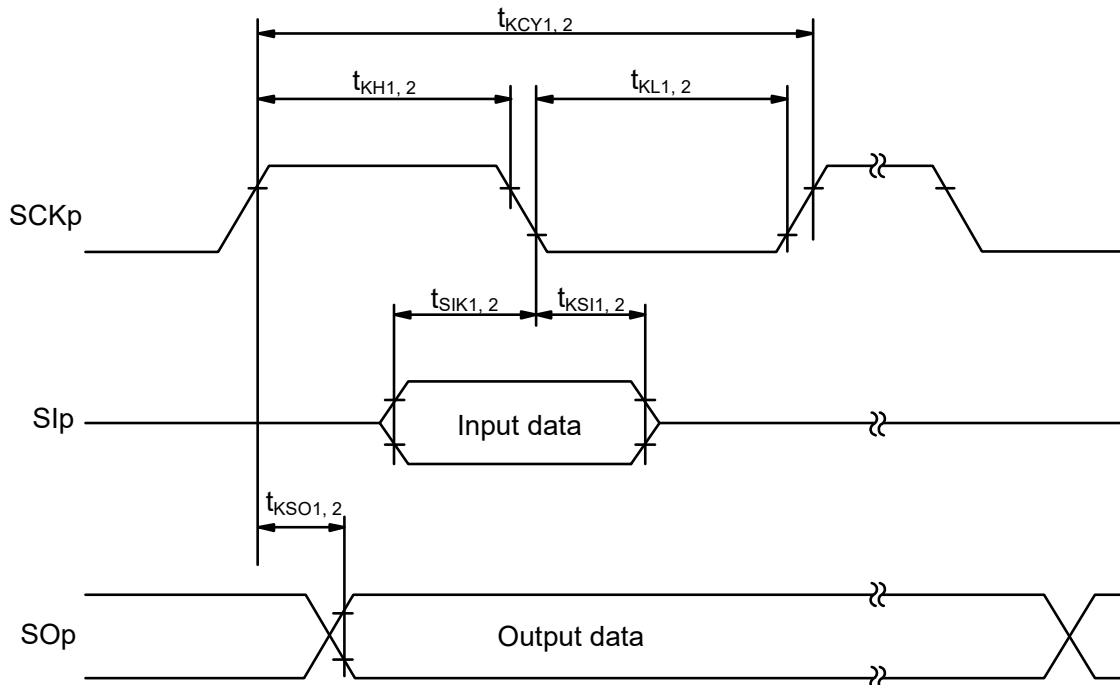 tKCY1, 2
tKH1, 2
tKL1, 2
SCKp
tSIK1, 2
tKSI1, 2
SIp
Input data
tKSO1, 2
SOp
Output data